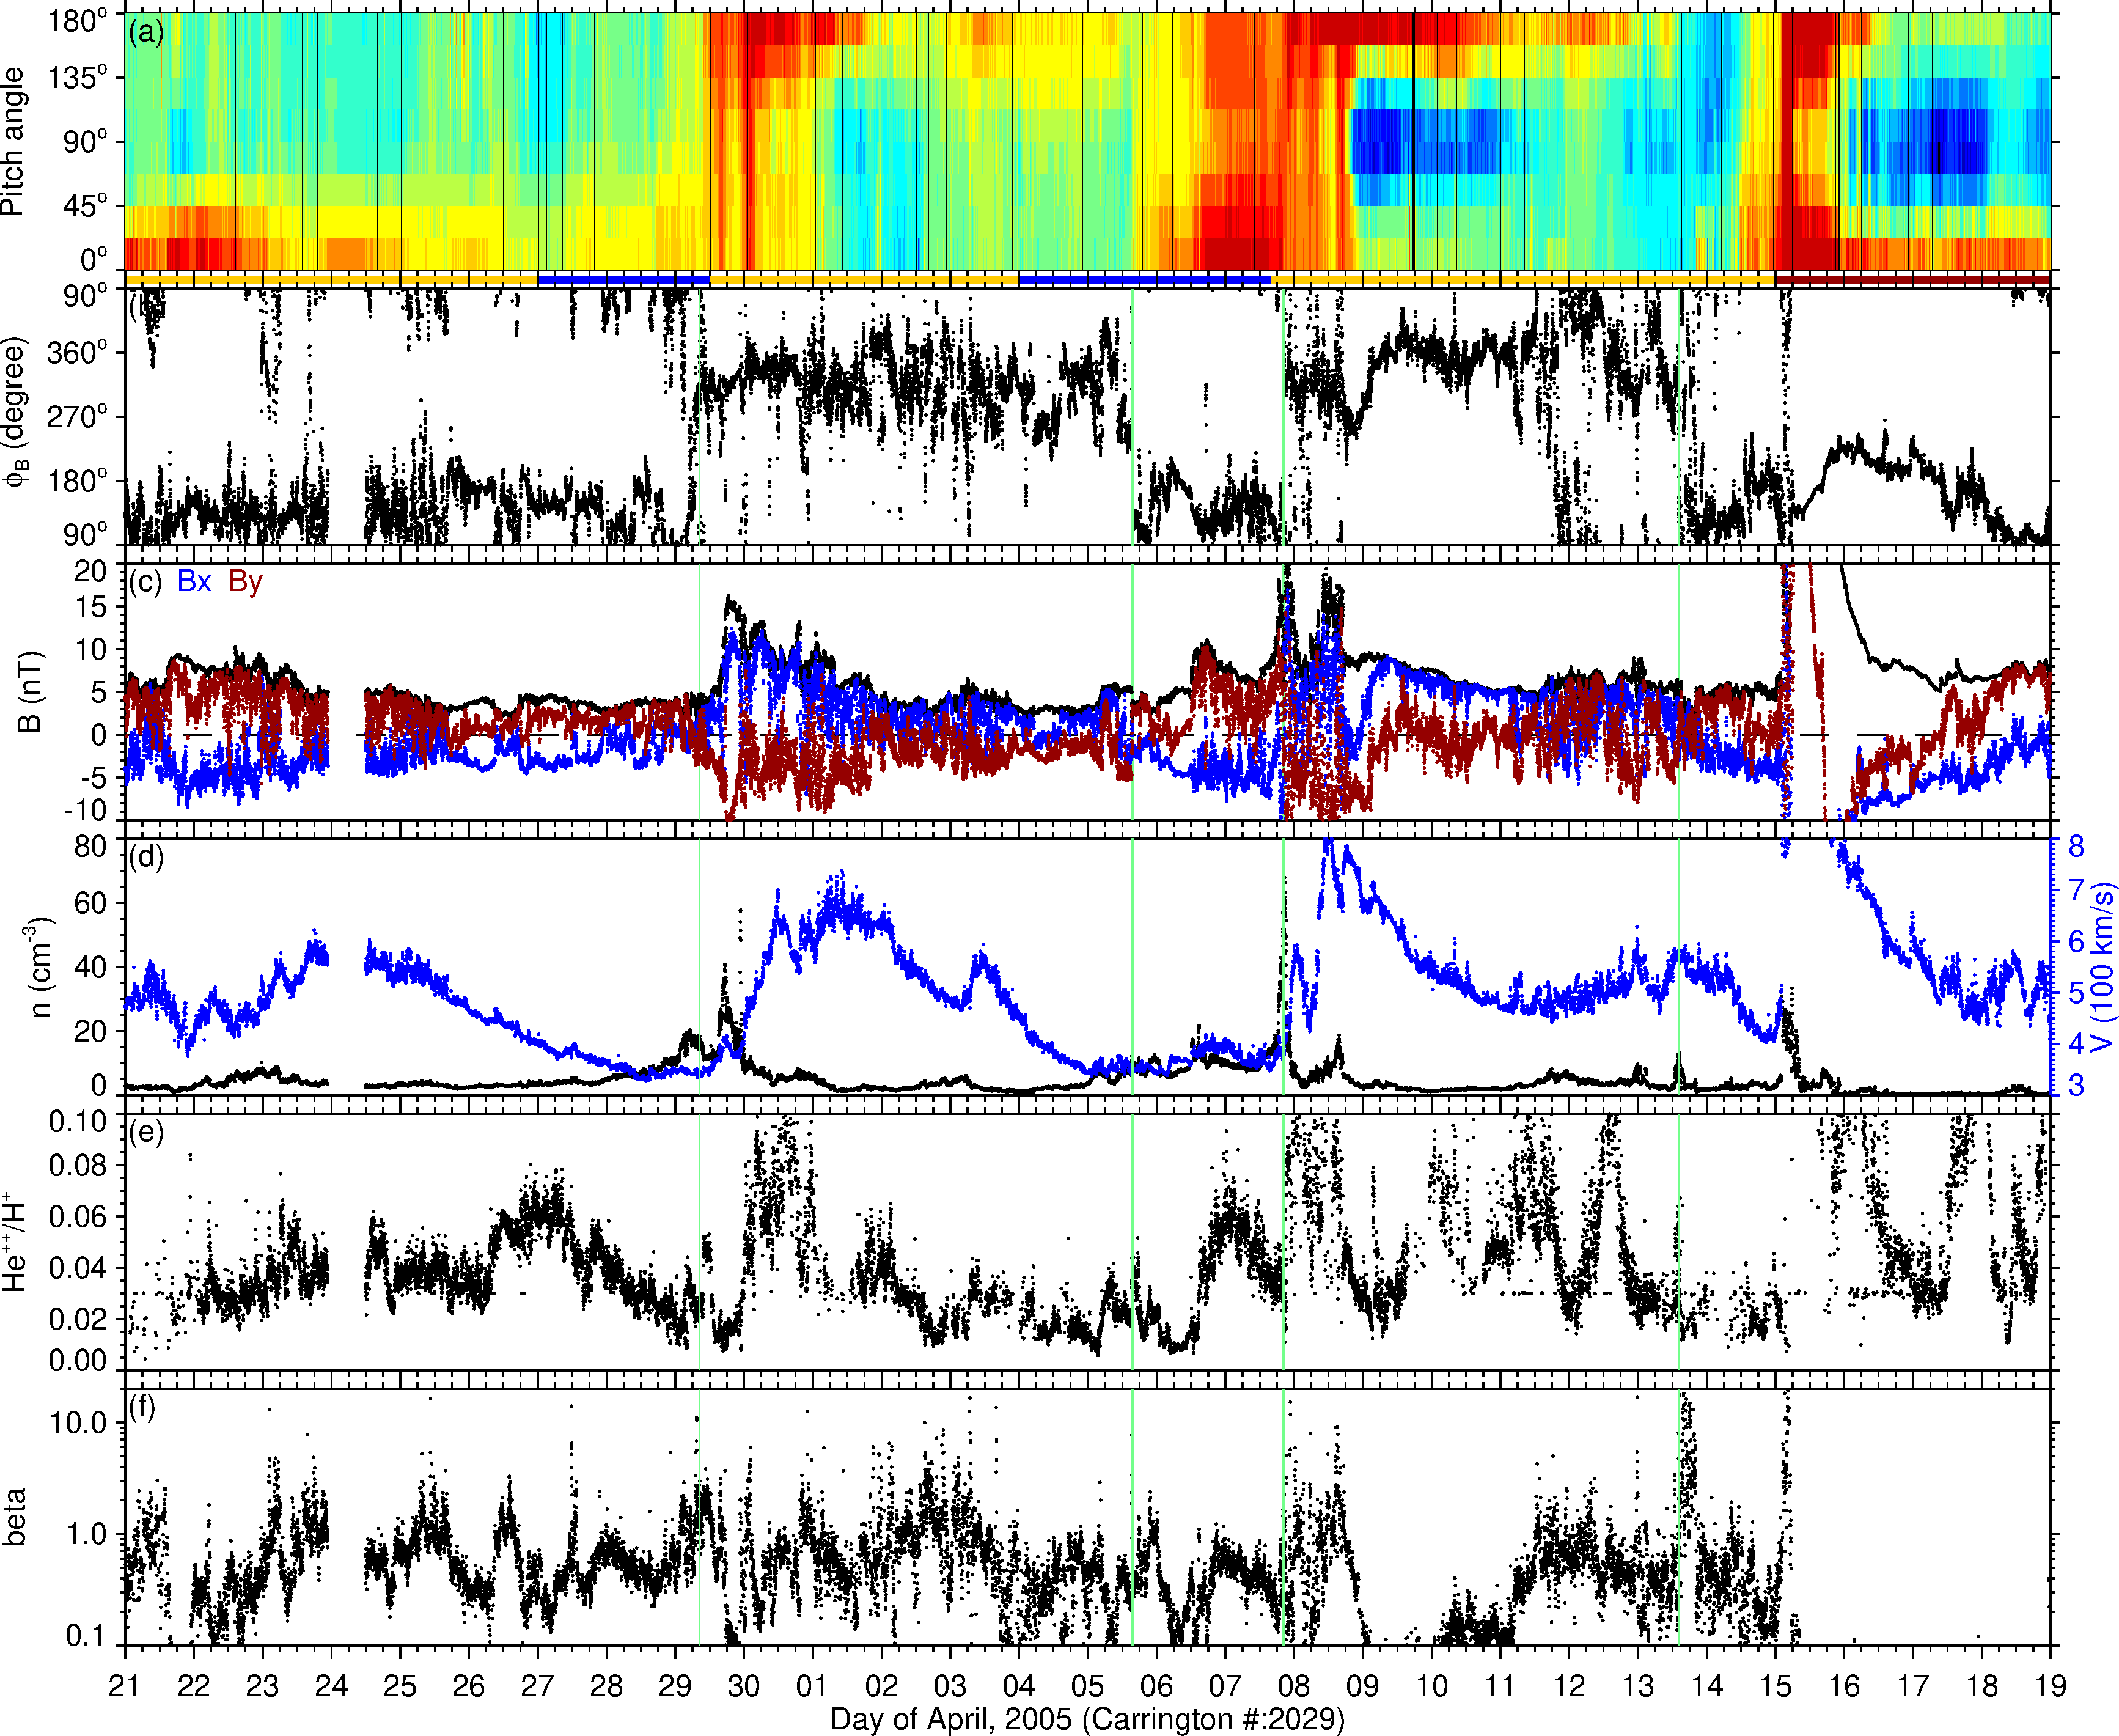 (a)
180°
135°
90°
45°
0°
Pitch angle
90°
360°
270°
180°
90°
ϕB (degree)
(c) Bx By
20
15
10
5
0
-5
-10
B (nT)
(d)
80
60
40
20
0
n (cm-3)
8
7
6
5
4
3
V (100 km/s)
(e)
0.10
0.08
0.06
0.04
0.02
0.00
He++/H+
(f)
10.0
1.0
0.1
beta
21 22 23 24 25 26 27 28 29 30 01 02 03 04 05 06 07 08 09 10 11 12 13 14 15 16 17 18 19
Day of April, 2005 (Carrington #:2029)